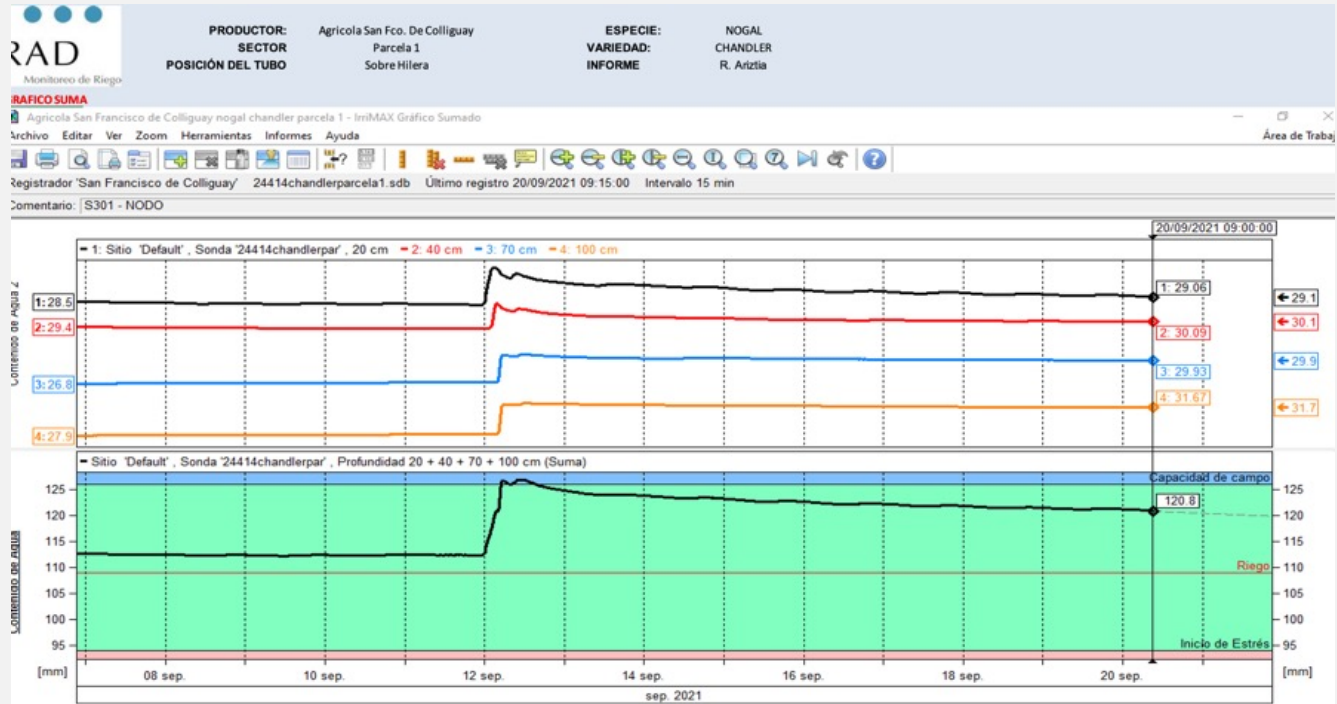 RAD
Monitoreo de Riego
PRODUCTOR: Agricola San Fco. De Colliguay ESPECIE: NOGAL
SECTOR Parcela 1 VARIEDAD: CHANDLER
POSICIÓN DEL TUBO Sobre Hilera INFORME R. Ariztia
RAFICO SUMA
Agricola San Francisco de Colliguay nogal chandler parcela 1 - IrriMAX Gráfico Sumado
Archivo Editar Ver Zoom Herramientas Informes Ayuda Área de Trabaj
Registrador 'San Francisco de Colliguay' 24414chandlerparcela1.sdb Último registro 20/09/2021 09:15:00 Intervalo 15 min
Comentario: S301 - NODO
20/09/2021 09:00:00
1: Sitio 'Default', Sonda '24414chandlerpar', 20 cm 2: 40 cm 3: 70 cm 4: 100 cm
Contenido de Agua 2
1: 28.5 1: 29.06 29.1
2: 29.4 2: 30.09 30.1
3: 26.8 3: 29.93 29.9
4: 27.9 4: 31.67 31.7
Sitio 'Default', Sonda '24414chandlerpar', Profundidad 20 + 40 + 70 + 100 cm (Suma)
Capacidad de campo
Contenido de Agua
125 125
120.8
120 120
115 115
110 Riego 110
105 105
100 100
95 Inicio de Estrés 95
[mm] 08 sep. 10 sep. 12 sep. 14 sep. 16 sep. 18 sep. 20 sep. [mm]
sep. 2021